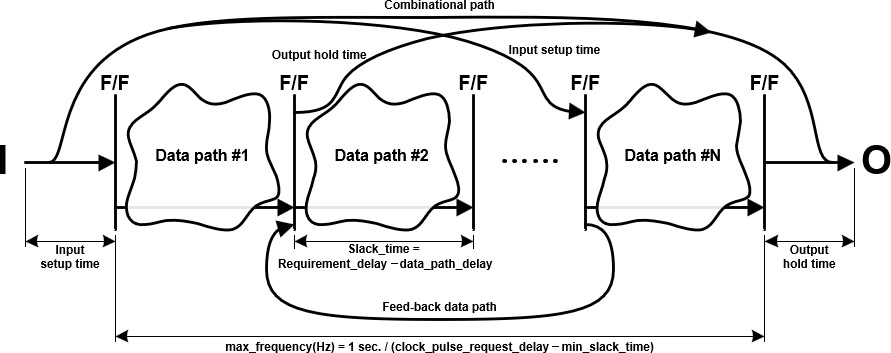 Combinational path
Output hold time
Input setup time
F/F
F/F
F/F
F/F
F/F
I
Data path #1
Data path #2
......
Data path #N
O
Input
setup time
Slack_time =
Requirement_delay – data_path_delay
Output
hold time
Feed-back data path
max_frequency(Hz) = 1 sec. / (clock_pulse_request_delay – min_slack_time)